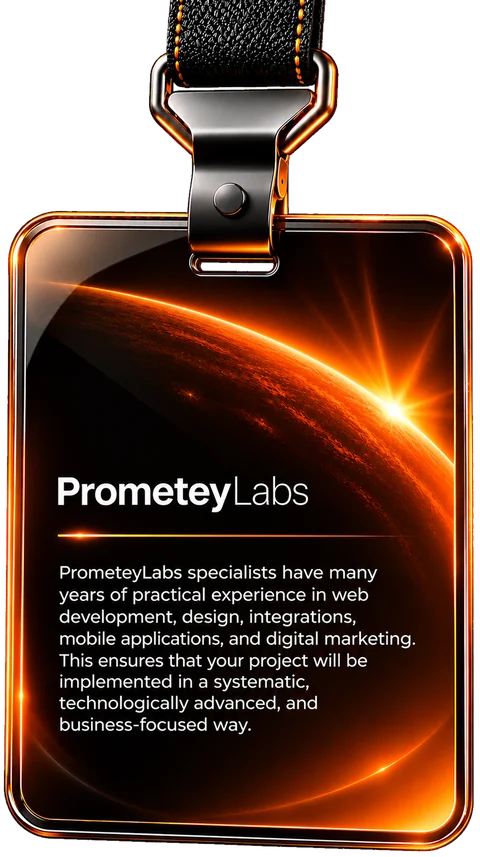 PrometeyLabs
PrometeyLabs specialists have many
years of practical experience in web
development, design, integrations,
mobile applications, and digital marketing.
This ensures that your project will be
implemented in a systematic,
technologically advanced, and
business-focused way.